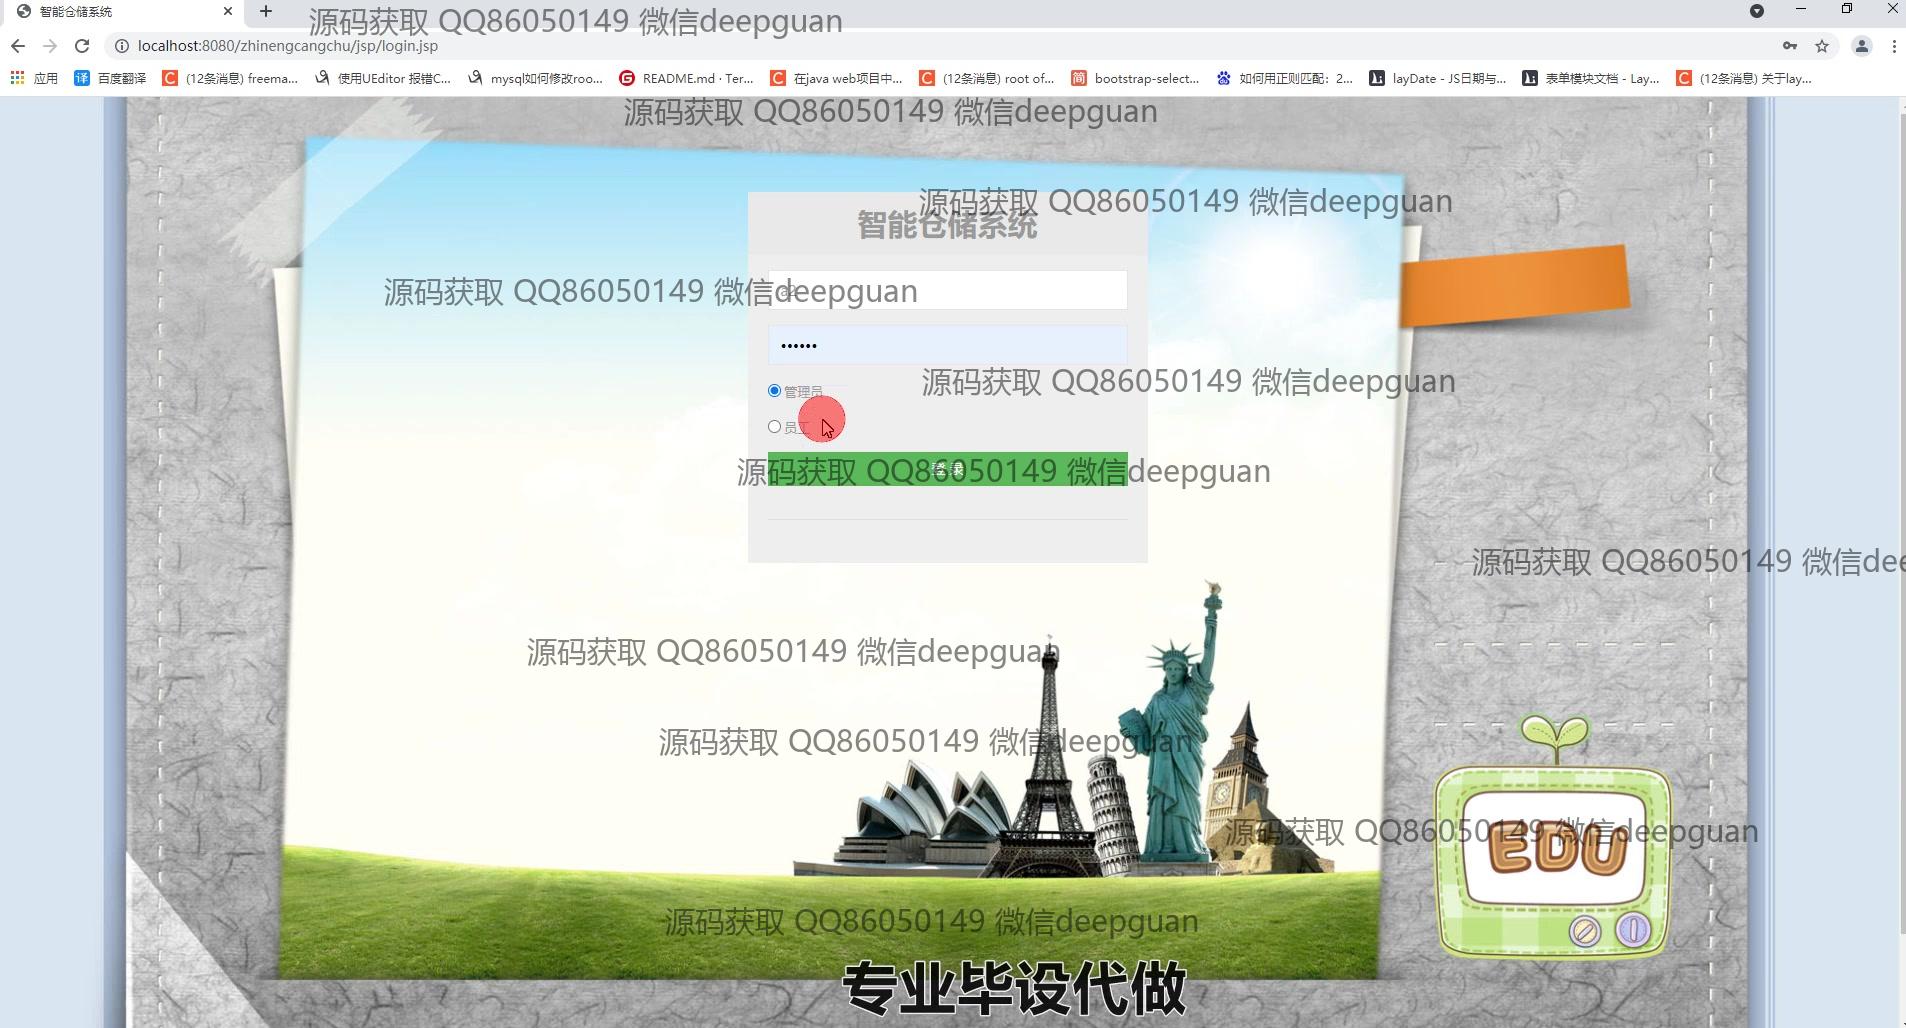 智能仓储系统
源码获取 QQ86050149 微信deepguan
localhost:8080/zhinengcangchu/jsp/login.jsp
应用
百度翻译
(12条消息) freema...
使用UEditor 报错C...
mysql如何修改roo...
README.md · Ter...
在java web项目中...
(12条消息) root of...
bootstrap-select...
如何用正则匹配：2...
layDate - JS日期与...
表单模块文档 - Lay...
(12条消息) 关于lay...
源码获取 QQ86050149 微信deepguan
源码获取 QQ86050149 微信deepguan
智能仓储系统
源码获取 QQ86050149 微信deepguan
a2
••••••
源码获取 QQ86050149 微信deepguan
管理员
员工
登 录
源码获取 QQ86050149 微信deepguan
源码获取 QQ86050149 微信dee
源码获取 QQ86050149 微信deepguan
源码获取 QQ86050149 微信deepguan
源码获取 QQ86050149 微信deepguan
EDU
源码获取 QQ86050149 微信deepguan
专业毕设代做